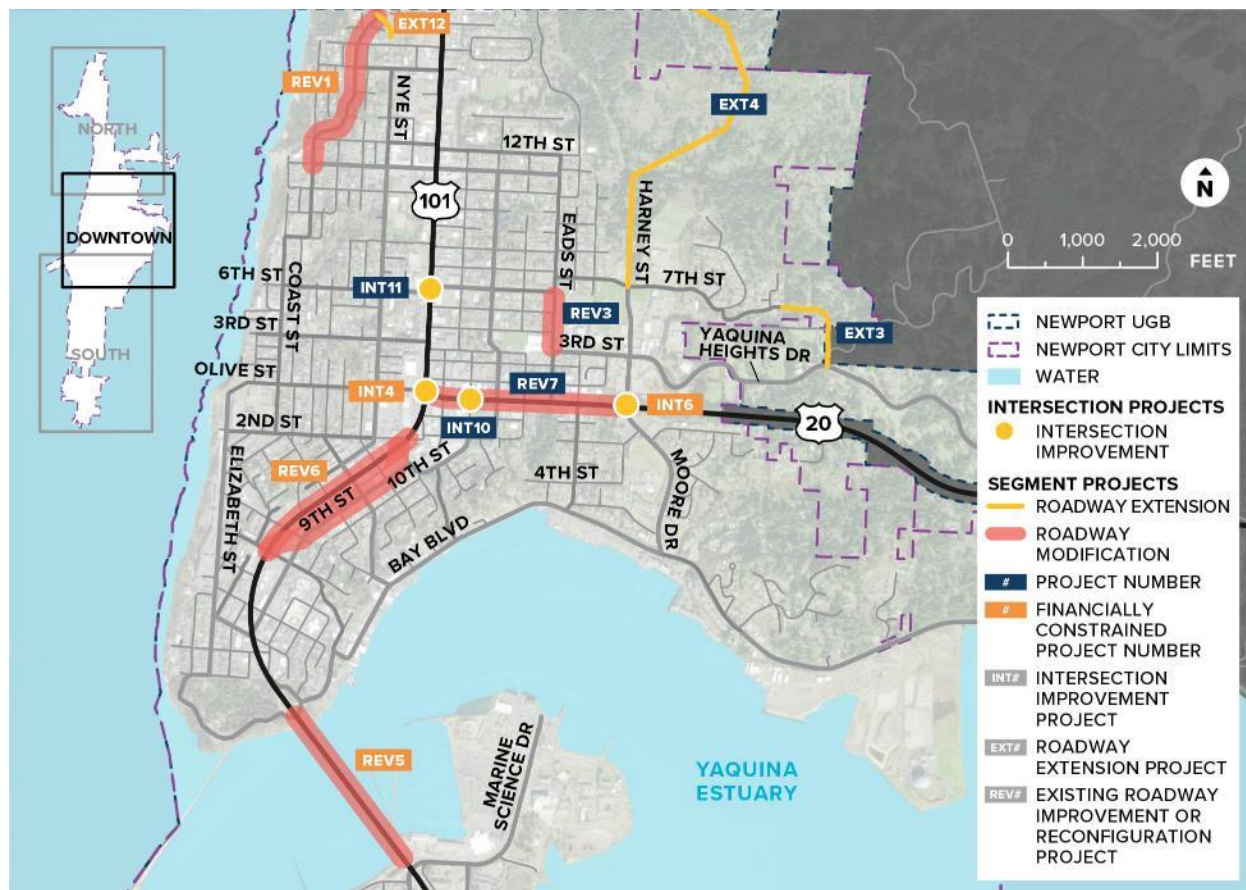 EXT12
REV1
NYE ST
EXT4
NORTH
12TH ST
101
HARNEY ST
N
DOWNTOWN
EADS ST
0 1,000 2,000
FEET
6TH ST
COAST ST
INT11
7TH ST
REV3
3RD ST
3RD ST
YAQUINA
HEIGHTS DR
EXT3
SOUTH
OLIVE ST
INT4
REV7
INT6
INT10
20
2ND ST
ELIZABETH ST
REV6
9TH ST
10TH ST
4TH ST
MOORE DR
BAY BLVD
REV5
MARINE
SCIENCE DR
YAQUINA
ESTUARY
NEWPORT UGB
NEWPORT CITY LIMITS
WATER
INTERSECTION PROJECTS
INTERSECTION
IMPROVEMENT
SEGMENT PROJECTS
ROADWAY EXTENSION
ROADWAY
MODIFICATION
# PROJECT NUMBER
# FINANCIALLY
CONSTRAINED
PROJECT NUMBER
INT# INTERSECTION
IMPROVEMENT
PROJECT
EXT# ROADWAY
EXTENSION PROJECT
REV# EXISTING ROADWAY
IMPROVEMENT OR
RECONFIGURATION
PROJECT